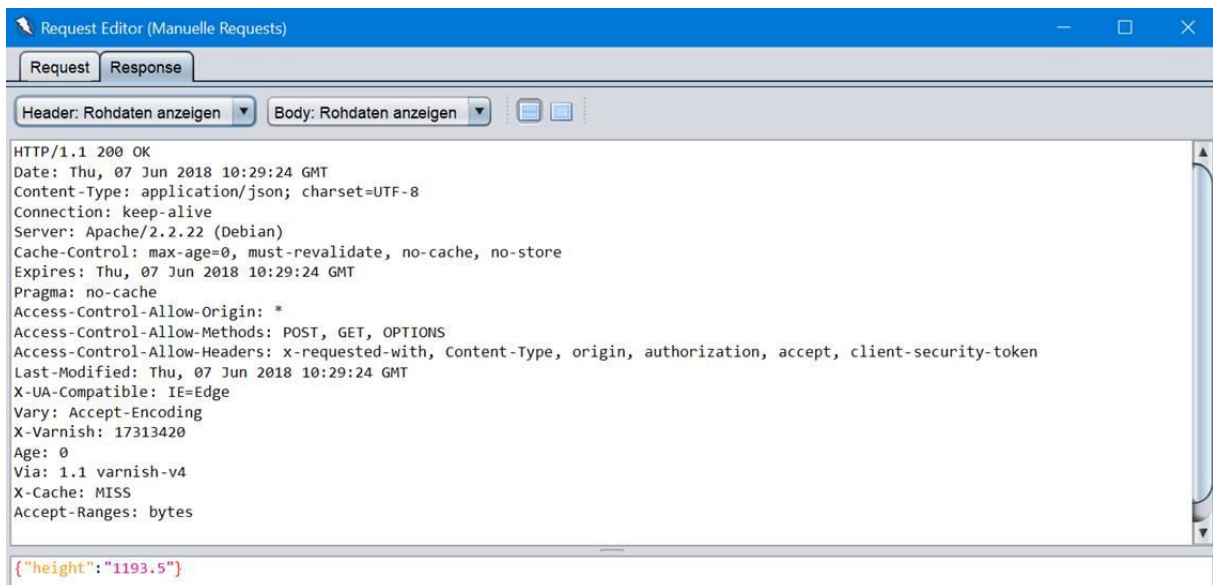 Request Editor (Manuelle Requests)
Request Response
Header: Rohdaten anzeigen Body: Rohdaten anzeigen
HTTP/1.1 200 OK
Date: Thu, 07 Jun 2018 10:29:24 GMT
Content-Type: application/json; charset=UTF-8
Connection: keep-alive
Server: Apache/2.2.22 (Debian)
Cache-Control: max-age=0, must-revalidate, no-cache, no-store
Expires: Thu, 07 Jun 2018 10:29:24 GMT
Pragma: no-cache
Access-Control-Allow-Origin: *
Access-Control-Allow-Methods: POST, GET, OPTIONS
Access-Control-Allow-Headers: x-requested-with, Content-Type, origin, authorization, accept, client-security-token
Last-Modified: Thu, 07 Jun 2018 10:29:24 GMT
X-UA-Compatible: IE=Edge
Vary: Accept-Encoding
X-Varnish: 17313420
Age: 0
Via: 1.1 varnish-v4
X-Cache: MISS
Accept-Ranges: bytes
{"height":"1193.5"}